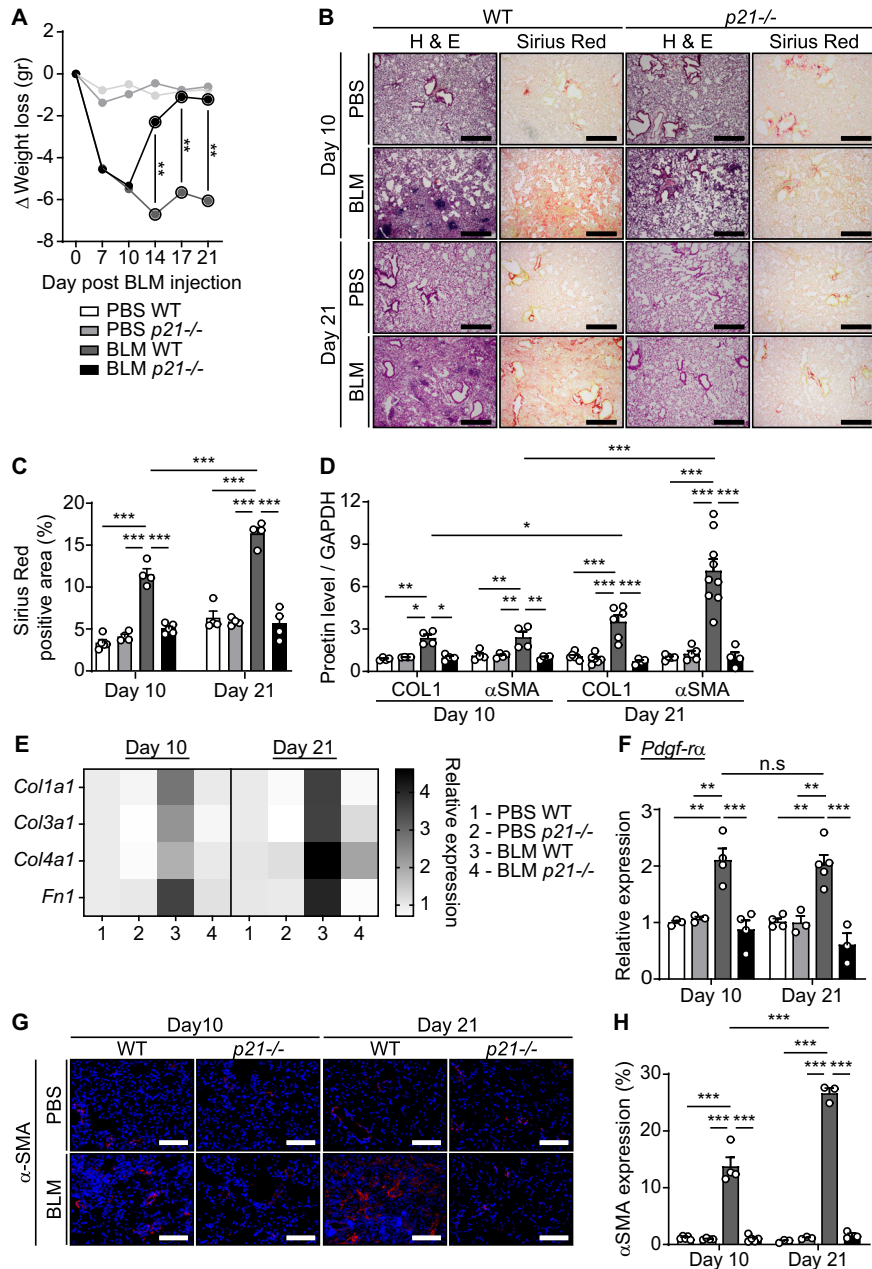 A
2
0
-2
-4
-6
-8
Δ Weight loss (gr)
**
**
**
0 7 10 14 17 21
Day post BLM injection
PBS WT
PBS p21-/-
BLM WT
BLM p21-/-
B
WT p21-/-
H & E Sirius Red H & E Sirius Red
Day 10
PBS
BLM
Day 21
PBS
BLM
C
Sirius Red
positive area (%)
20
15
10
5
0
***
*** ***
***
***
*** ***
Day 10 Day 21
D
Proetin level / GAPDH
12
9
6
3
0
**
* *
**
** **
*
***
*** ***
***
***
*** ***
COL1 αSMA COL1 αSMA
Day 10 Day 21
E
Day 10 Day 21
Col1a1
Col3a1
Col4a1
Fn1
1 2 3 4 1 2 3 4
4
3
2
1
Relative expression
1 - PBS WT
2 - PBS p21-/-
3 - BLM WT
4 - BLM p21-/-
F
Pdgf-rα
n.s
**
** ***
**
** ***
Relative expression
3
2
1
0
Day 10 Day 21
G
Day10 Day 21
WT p21-/- WT p21-/-
α-SMA
PBS
BLM
H
αSMA expression (%)
30
20
10
0
***
***
*** ***
***
*** ***
Day 10 Day 21